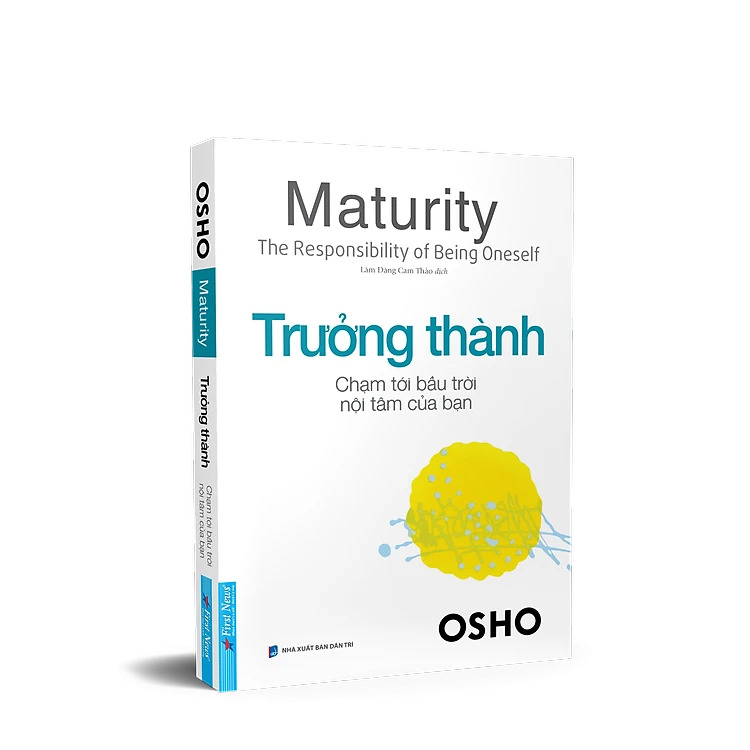 Maturity
The Responsibility of Being Oneself
Lâm Đặng Cam Thảo dịch
Trưởng thành
Chạm tới bầu trời
nội tâm của bạn
OSHO
NHÀ XUẤT BẢN DÂN TRÍ
First News
OSHO
Maturity
Trưởng thành
Chạm tới bầu trời
nội tâm của bạn
First News